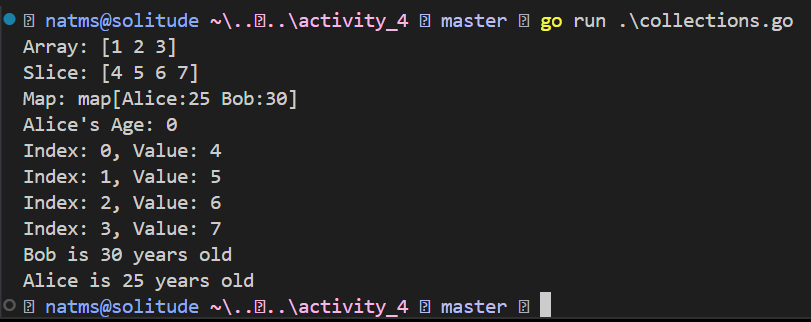 natms@solitude ~\....\activity_4 master go run .\collections.go
Array: [1 2 3]
Slice: [4 5 6 7]
Map: map[Alice:25 Bob:30]
Alice's Age: 0
Index: 0, Value: 4
Index: 1, Value: 5
Index: 2, Value: 6
Index: 3, Value: 7
Bob is 30 years old
Alice is 25 years old
natms@solitude ~\....\activity_4 master